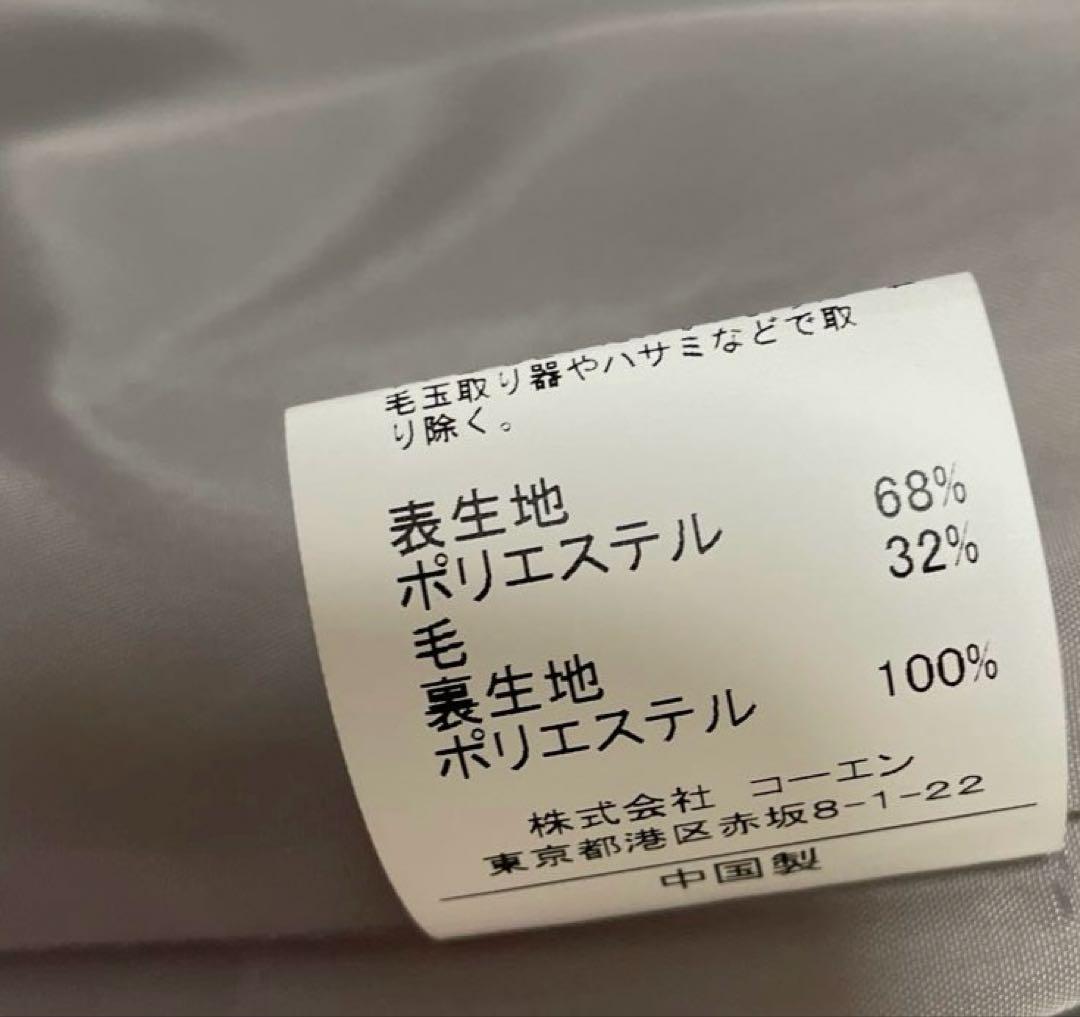 毛玉取り器やハサミなどで取
り除く。
表生地
ポリエステル 68%
毛 32%
裏生地
ポリエステル 100%
株式会社 コーエン
東京都港区赤坂8-1-22
中国製